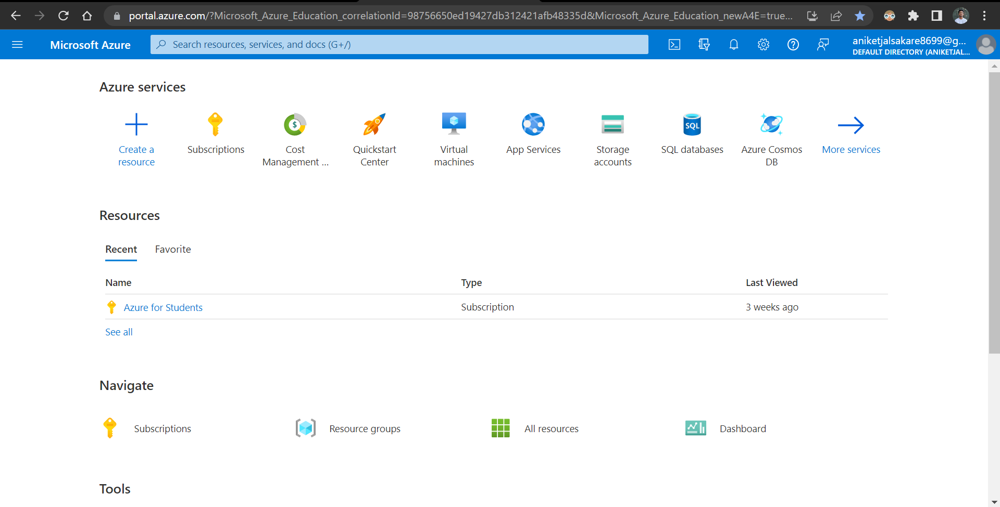 portal.azure.com/?Microsoft_Azure_Education_correlationId=98756650ed19427db312421afb48335d&Microsoft_Azure_Education_newA4E=true...
Microsoft Azure
Search resources, services, and docs (G+/)
aniketjalsakare8699@g...
DEFAULT DIRECTORY (ANIKETJAL...
Azure services
Create a
resource
Subscriptions
Cost
Management ...
$
Quickstart
Center
Virtual
machines
App Services
Storage
accounts
SQL
SQL databases
Azure Cosmos
DB
More services
Resources
Recent
Favorite
Name
Type
Last Viewed
Azure for Students
Subscription
3 weeks ago
See all
Navigate
Subscriptions
Resource groups
All resources
Dashboard
Tools